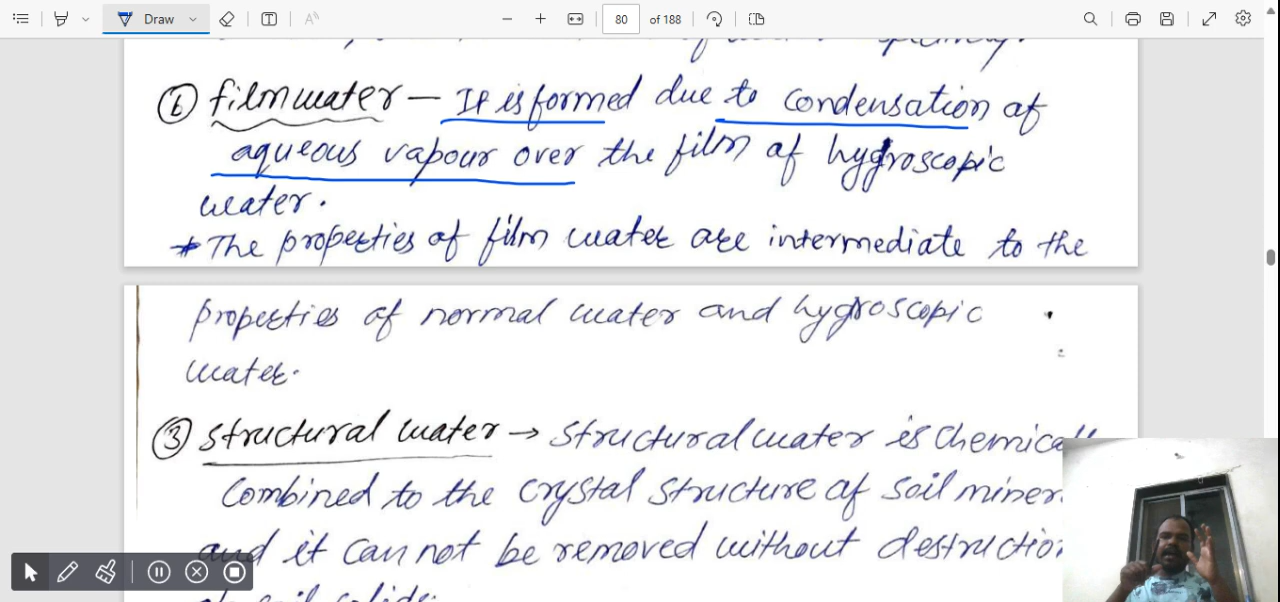 Draw
80
of 188
⑥ filmwater — It is formed due to condensation of
aqueous vapour over the film of hygroscopic
water.
* The properties of film water are intermediate to the
properties of normal water and hygroscopic
water.
③ structural water → structural water is chemicall
combined to the crystal structure of soil miner
and it can not be removed without destructio